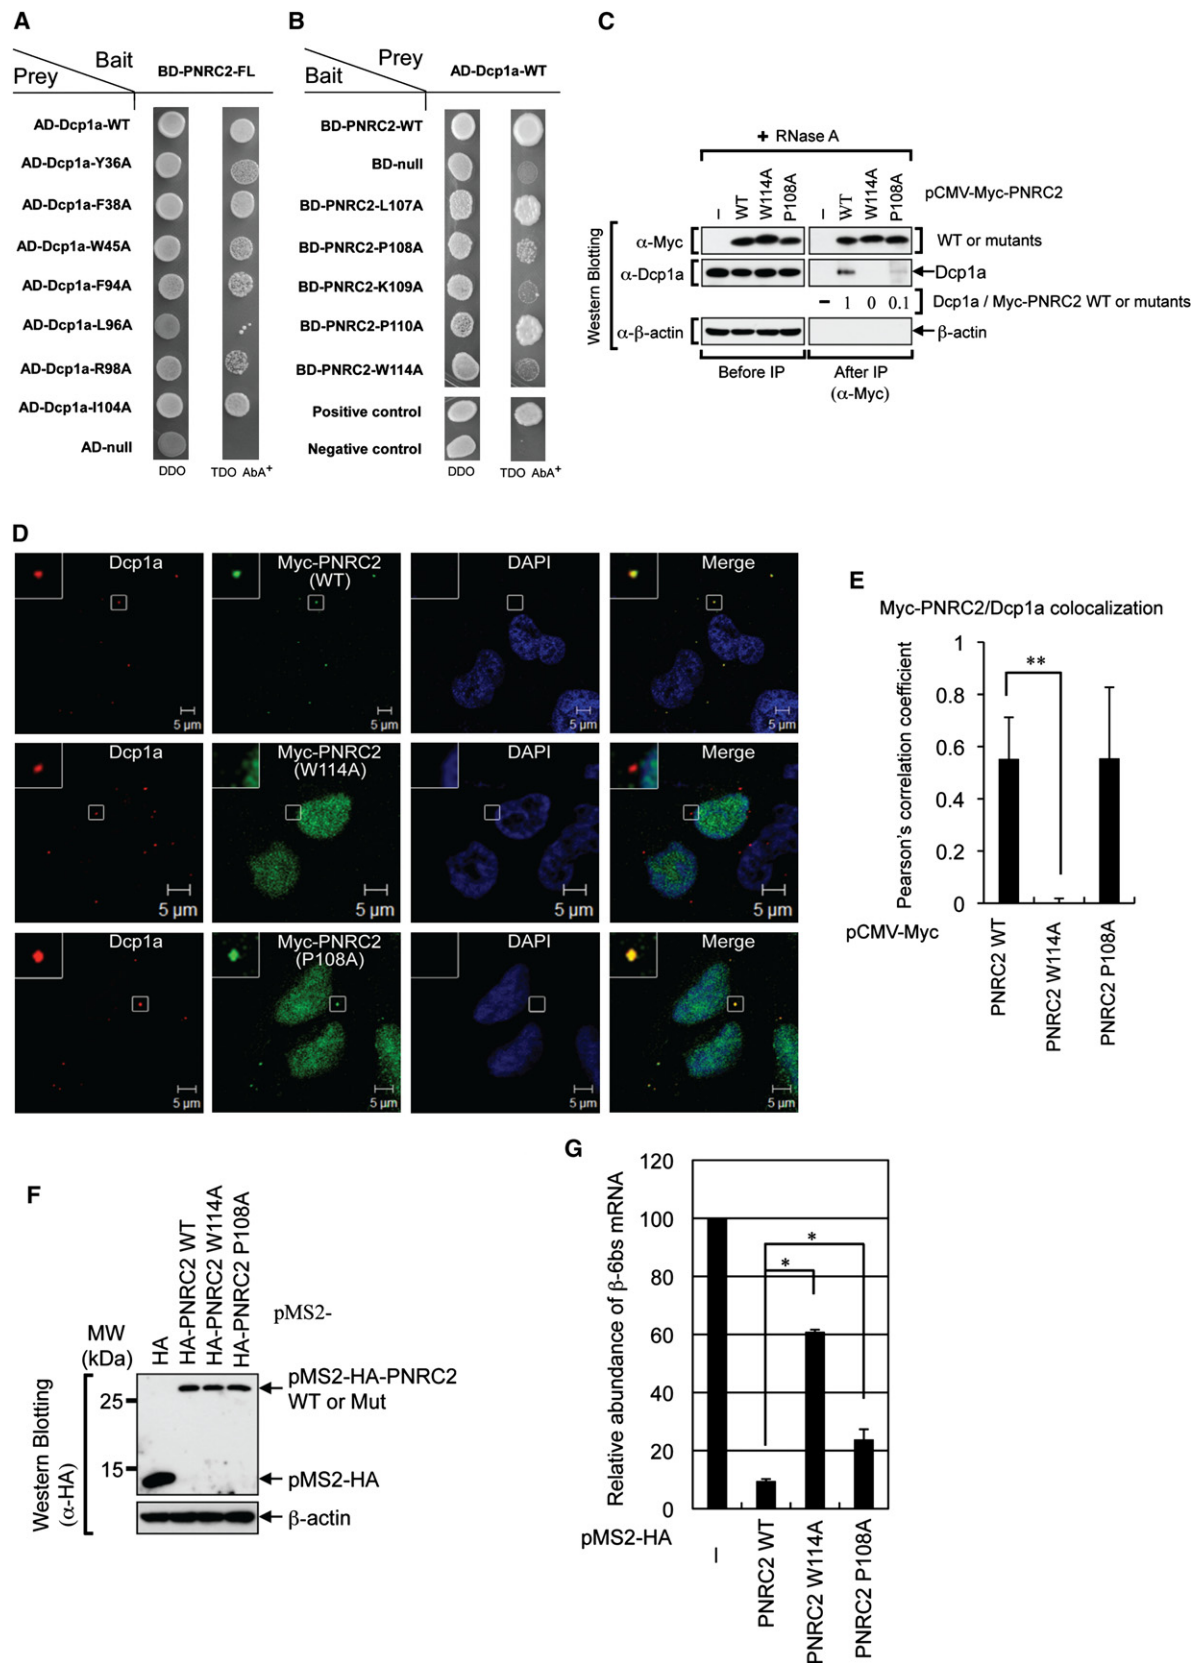 A
Bait
Prey
BD-PNRC2-FL
AD-Dcp1a-WT
AD-Dcp1a-Y36A
AD-Dcp1a-F38A
AD-Dcp1a-W45A
AD-Dcp1a-F94A
AD-Dcp1a-L96A
AD-Dcp1a-R98A
AD-Dcp1a-I104A
AD-null
DDO
TDO AbA+
B
Prey
Bait
AD-Dcp1a-WT
BD-PNRC2-WT
BD-null
BD-PNRC2-L107A
BD-PNRC2-P108A
BD-PNRC2-K109A
BD-PNRC2-P110A
BD-PNRC2-W114A
Positive control
Negative control
DDO
TDO AbA+
C
+ RNase A
– WT W114A P108A – WT W114A P108A
pCMV-Myc-PNRC2
Western Blotting
α-Myc
WT or mutants
α-Dcp1a
Dcp1a
– 1 0 0.1
Dcp1a / Myc-PNRC2 WT or mutants
α-β-actin
β-actin
Before IP
After IP
(α-Myc)
D
Dcp1a
Myc-PNRC2
(WT)
DAPI
Merge
5 µm
5 µm
5 µm
5 µm
Dcp1a
Myc-PNRC2
(W114A)
DAPI
Merge
5 µm
5 µm
5 µm
5 µm
Dcp1a
Myc-PNRC2
(P108A)
DAPI
Merge
5 µm
5 µm
5 µm
5 µm
E
Myc-PNRC2/Dcp1a colocalization
Pearson's correlation coefficient
1
0.8
0.6
0.4
0.2
0
**
pCMV-Myc
PNRC2 WT
PNRC2 W114A
PNRC2 P108A
F
MW
(kDa)
HA
HA-PNRC2 WT
HA-PNRC2 W114A
HA-PNRC2 P108A
pMS2-
Western Blotting
(α-HA)
25
15
pMS2-HA-PNRC2
WT or Mut
pMS2-HA
β-actin
G
Relative abundance of β-6bs mRNA
120
100
80
60
40
20
0
*
*
pMS2-HA
–
PNRC2 WT
PNRC2 W114A
PNRC2 P108A